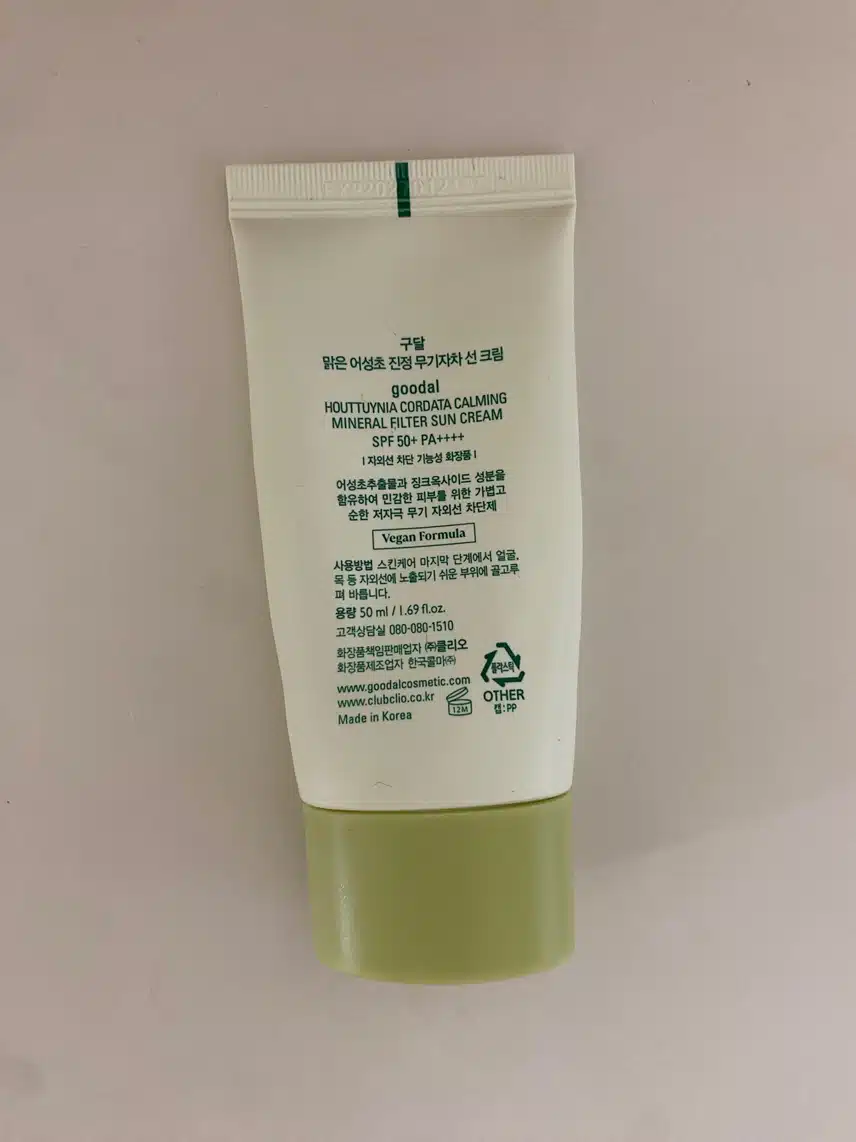 구달
맑은 어성초 진정 무기자차 선 크림
goodal
HOUTTUYNIA CORDATA CALMING
MINERAL FILTER SUN CREAM
SPF 50+ PA++++
I 자외선 차단 기능성 화장품 I
어성초추출물과 징크옥사이드 성분을
함유하여 민감한 피부를 위한 가볍고
순한 저자극 무기 자외선 차단제
Vegan Formula
사용방법 스킨케어 마지막 단계에서 얼굴,
목 등 자외선에 노출되기 쉬운 부위에 골고루
펴 바릅니다.
용량 50 ml / 1.69 fl.oz.
고객상담실 080-080-1510
화장품책임판매업자 ㈜클리오
화장품제조업자 한국콜마㈜
www.goodalcosmetic.com
www.clubclio.co.kr
Made in Korea
12M
플라스틱
OTHER
캡:PP